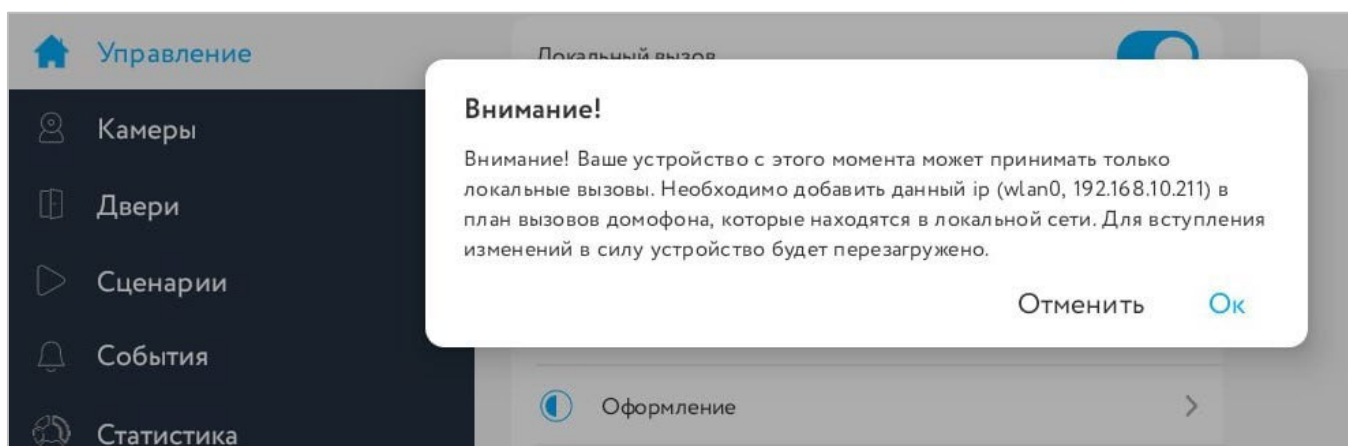 Управление
Локальный вызов
Камеры
Двери
Сценарии
События
Статистика
Внимание!
Внимание! Ваше устройство с этого момента может принимать только
локальные вызовы. Необходимо добавить данный ip (wlan0, 192.168.10.211) в
план вызовов домофона, которые находятся в локальной сети. Для вступления
изменений в силу устройство будет перезагружено.
Отменить Ок
Оформление